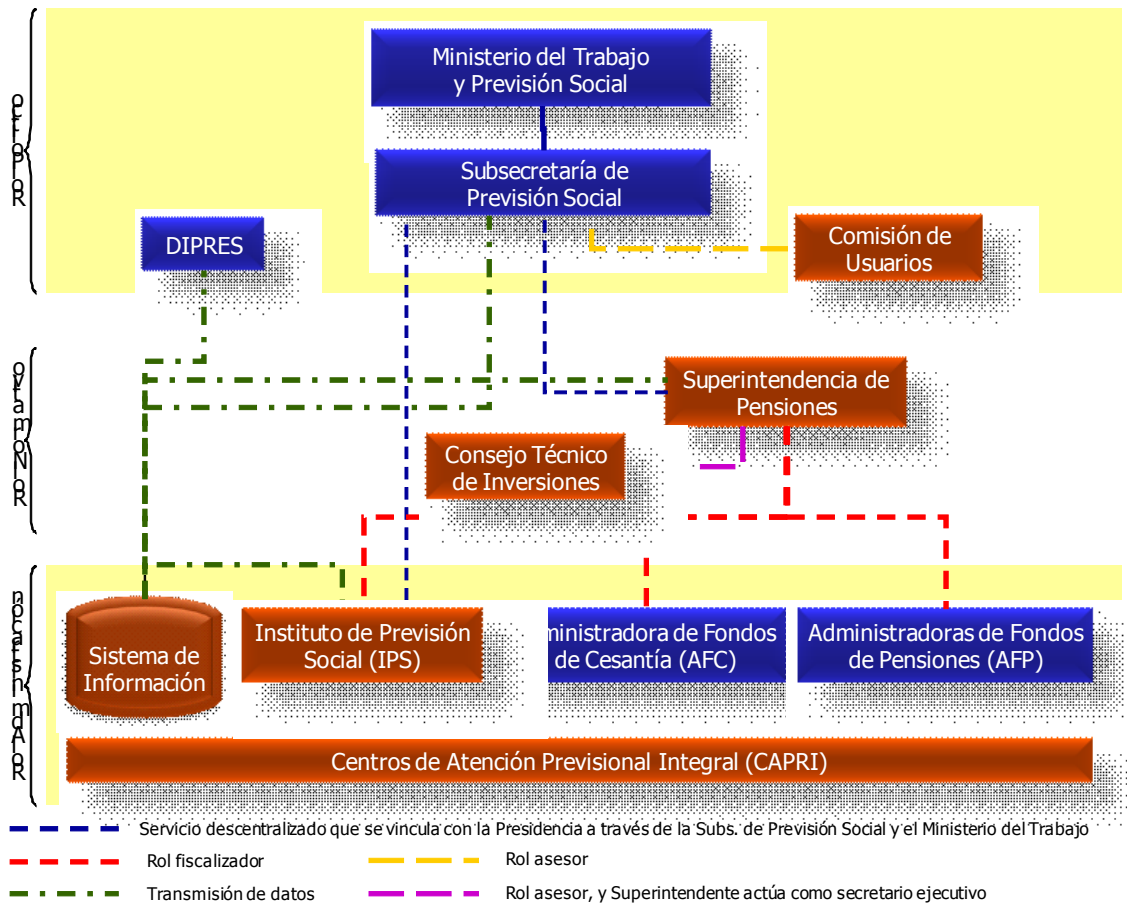 Ministerio del Trabajo
y Previsión Social
Subsecretaría de
Previsión Social
DIPRES
Comisión de
Usuarios
Superintendencia de
Pensiones
Consejo Técnico
de Inversiones
Sistema de
Información
Instituto de Previsión
Social (IPS)
ministradora de Fondos
de Cesantía (AFC)
Administradoras de Fondos
de Pensiones (AFP)
Centros de Atención Previsional Integral (CAPRI)
Servicio descentralizado que se vincula con la Presidencia a través de la Subs. de Previsión Social y el Ministerio del Trabajo
Rol fiscalizador
Rol asesor
Transmisión de datos
Rol asesor, y Superintendente actúa como secretario ejecutivo